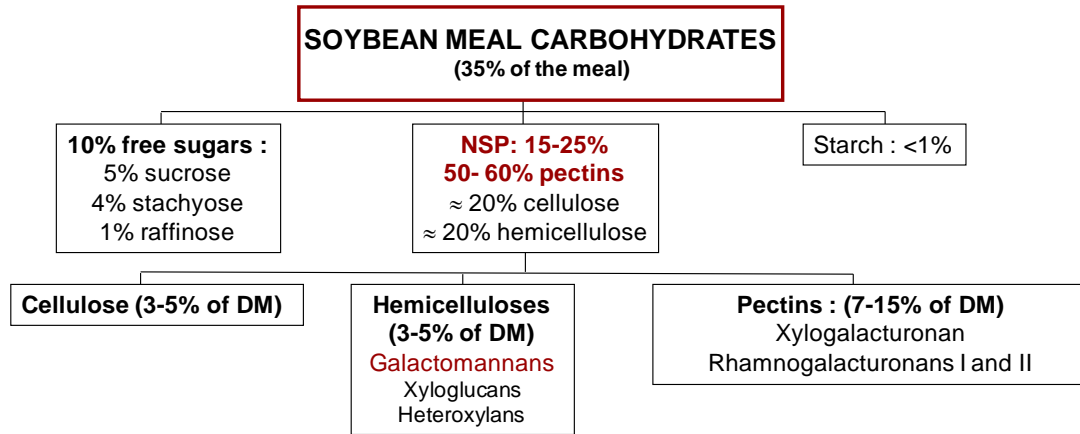 SOYBEAN MEAL CARBOHYDRATES
(35% of the meal)
10% free sugars :
5% sucrose
4% stachyose
1% raffinose
NSP: 15-25%
50- 60% pectins
≈ 20% cellulose
≈ 20% hemicellulose
Starch : <1%
Cellulose (3-5% of DM)
Hemicelluloses
(3-5% of DM)
Galactomannans
Xyloglucans
Heteroxylans
Pectins : (7-15% of DM)
Xylogalacturonan
Rhamnogalacturonans I and II